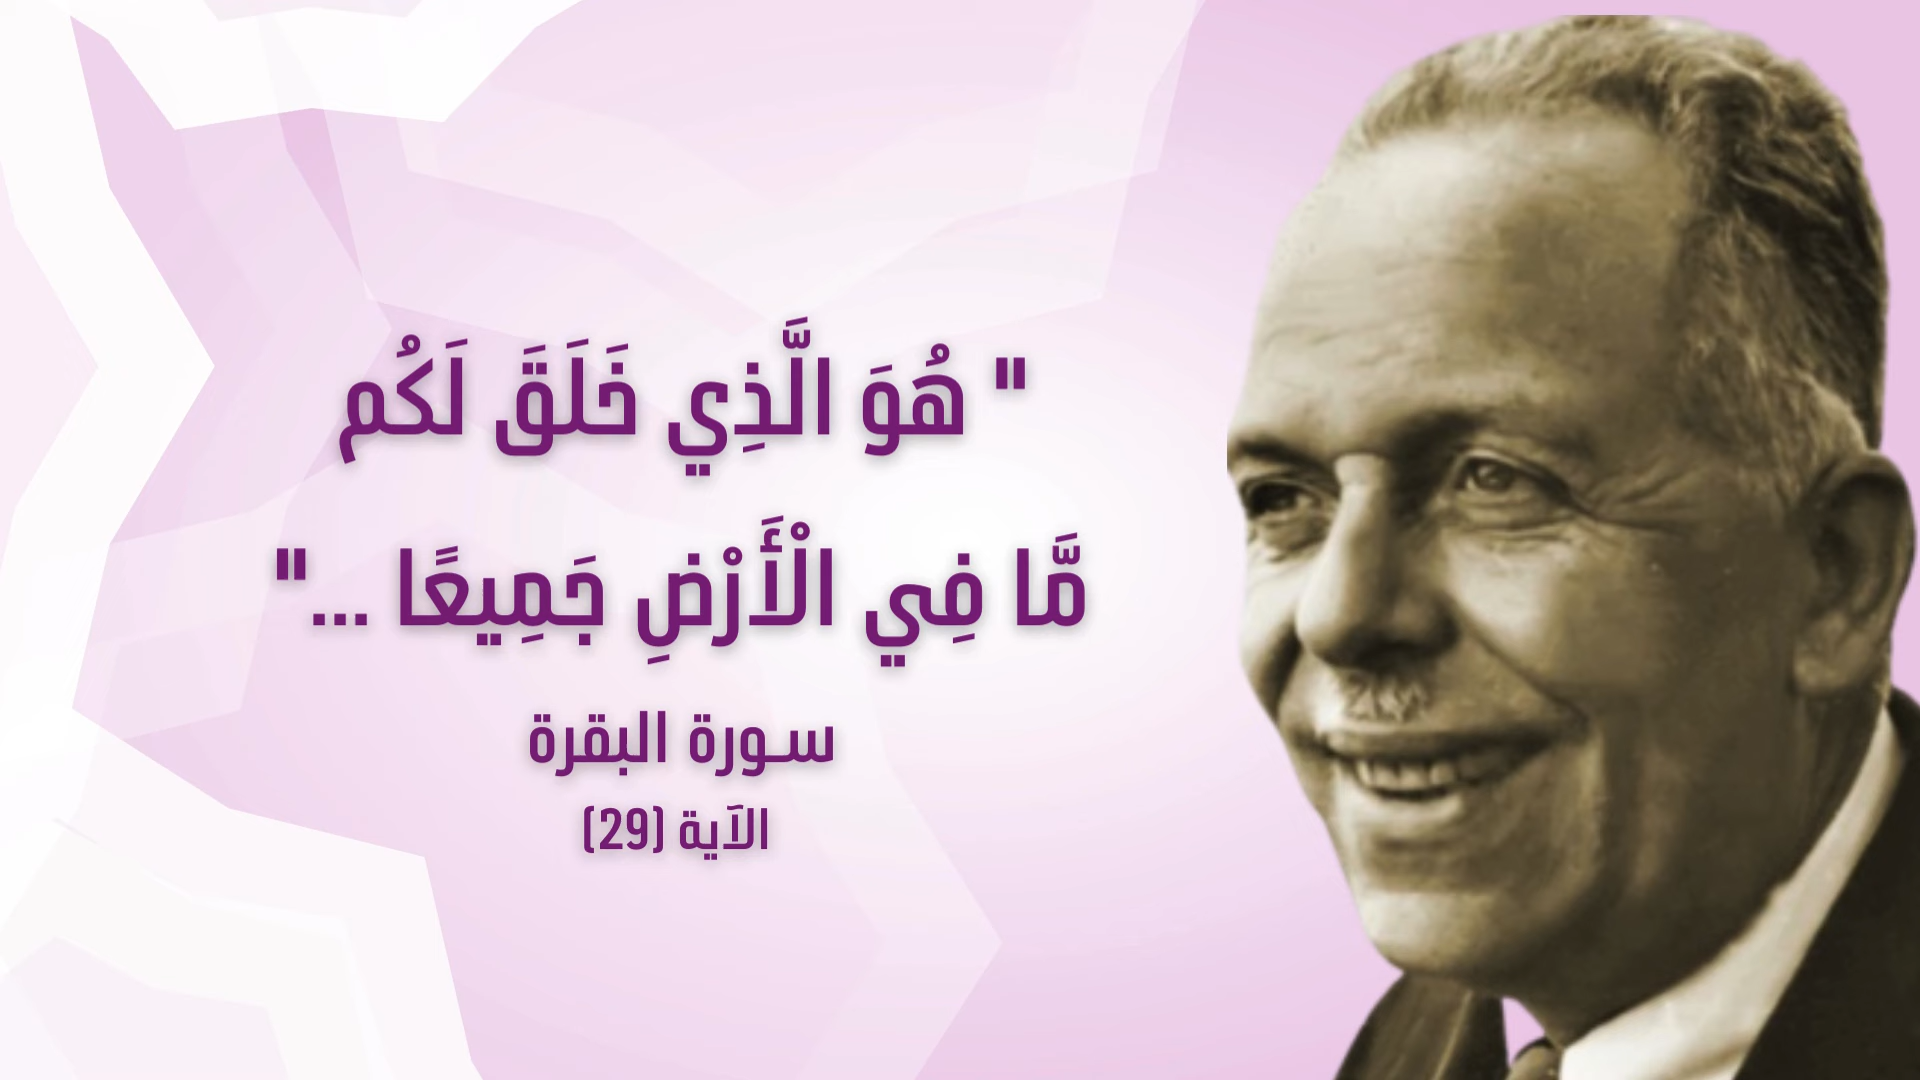 " هُوَ الَّذِي خَلَقَ لَكُم
مَّا فِي الْأَرْضِ جَمِيعًا ..."
سورة البقرة
الآية (29)